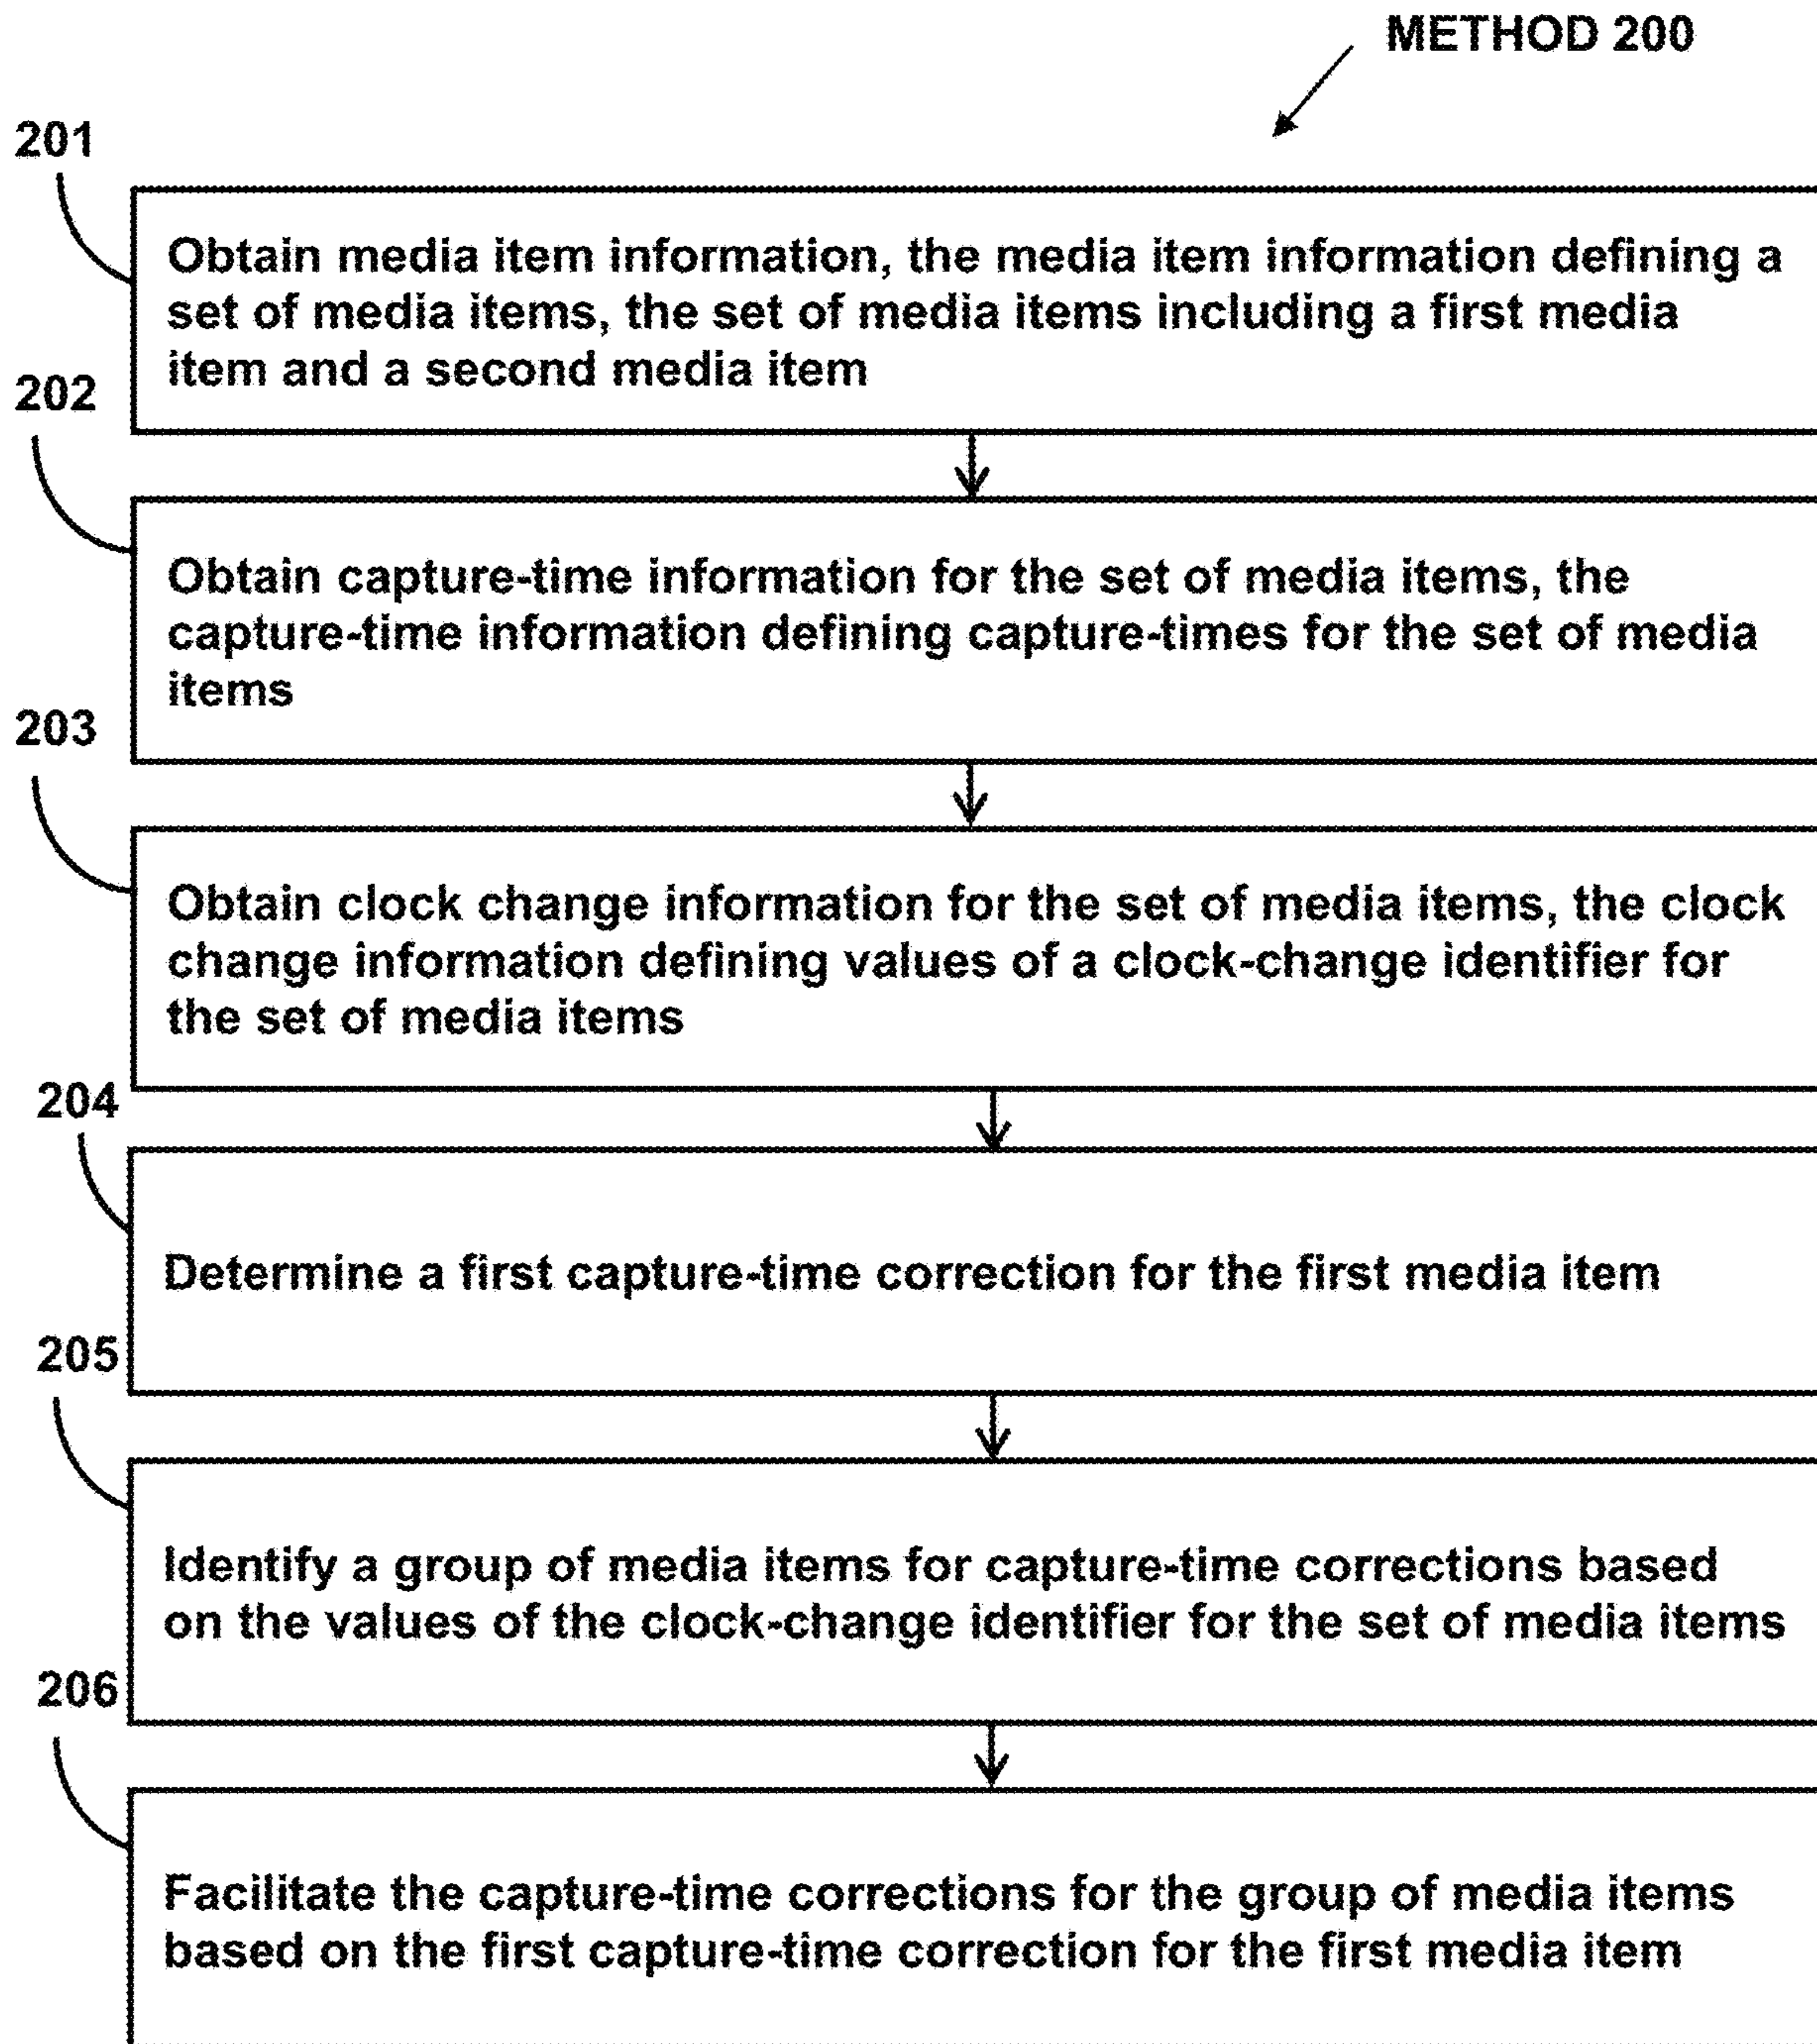 METHOD 200
201
Obtain media item information, the media item information defining a
set of media items, the set of media items including a first media
item and a second media item
202
Obtain capture-time information for the set of media items, the
capture-time information defining capture-times for the set of media
items
203
Obtain clock change information for the set of media items, the clock
change information defining values of a clock-change identifier for
the set of media items
204
Determine a first capture-time correction for the first media item
205
Identify a group of media items for capture-time corrections based
on the values of the clock-change identifier for the set of media items
206
Facilitate the capture-time corrections for the group of media items
based on the first capture-time correction for the first media item